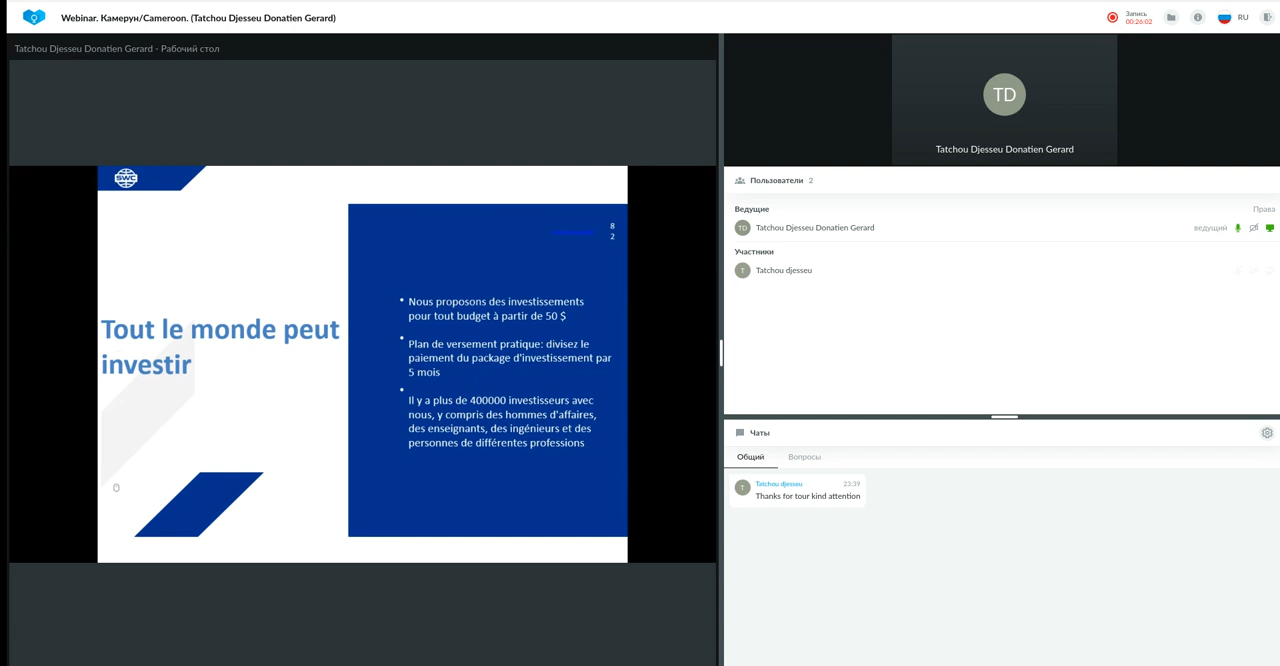 Webinar. Камерун/Cameroon. (Tatchou Djesseu Donatien Gerard)
Запись
00:26:02
RU
Tatchou Djesseu Donatien Gerard - Рабочий стол
SWC
8
2
Tout le monde peut
investir
• Nous proposons des investissements
pour tout budget à partir de 50 $
• Plan de versement pratique: divisez le
paiement du package d'investissement par
5 mois
• Il y a plus de 400000 investisseurs avec
nous, y compris des hommes d'affaires,
des enseignants, des ingénieurs et des
personnes de différentes professions
TD
Tatchou Djesseu Donatien Gerard
Пользователи 2
Ведущие Права
TD Tatchou Djesseu Donatien Gerard ведущий
Участники
T Tatchou djesseu
Чаты
Общий Вопросы
T Tatchou djesseu 23:39
Thanks for tour kind attention